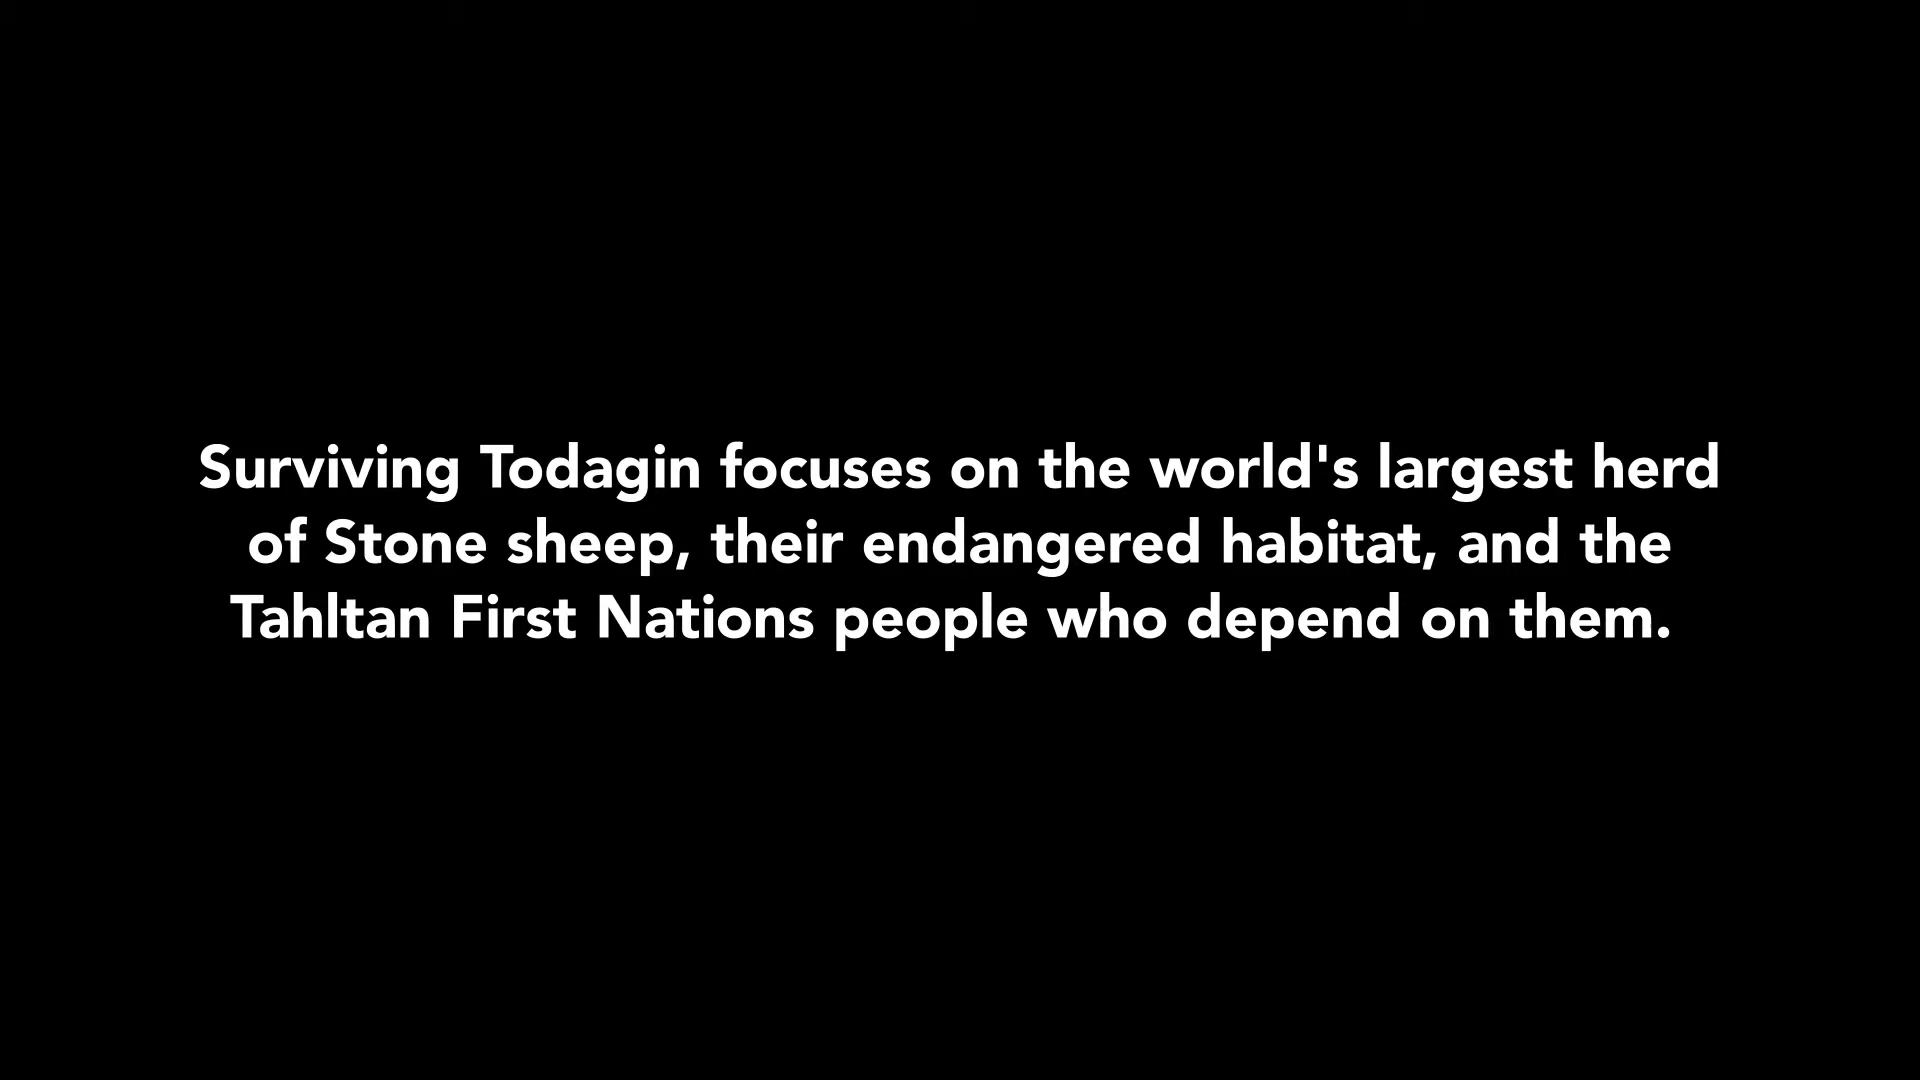 Surviving Todagin focuses on the world's largest herd
of Stone sheep, their endangered habitat, and the
Tahltan First Nations people who depend on them.